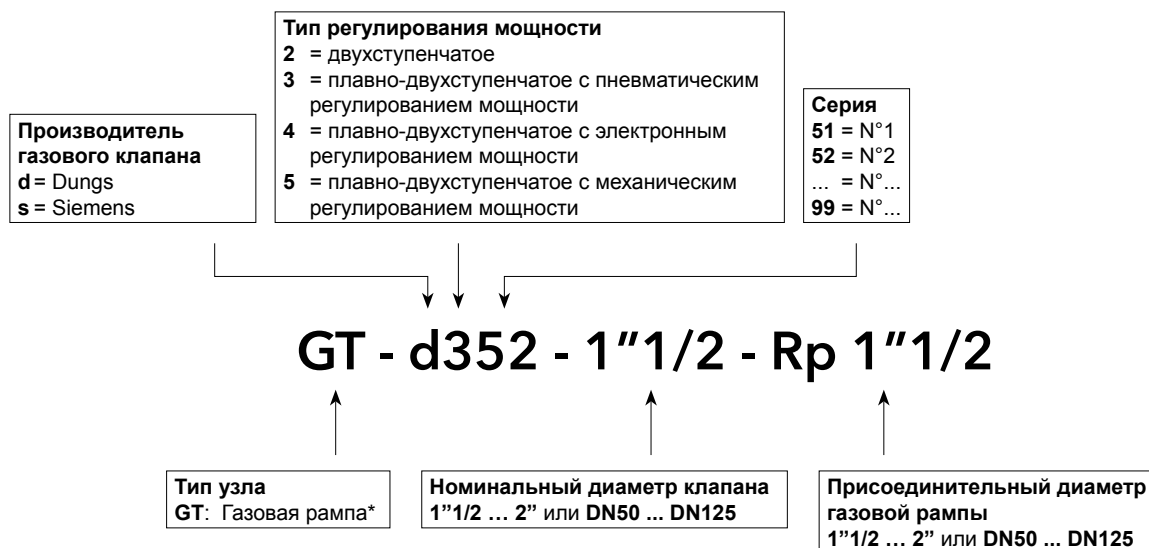 Тип регулирования мощности
2 = двухступенчатое
3 = плавно-двухступенчатое с пневматическим
регулированием мощности
4 = плавно-двухступенчатое с электронным
регулированием мощности
5 = плавно-двухступенчатое с механическим
регулированием мощности
Производитель
газового клапана
d = Dungs
s = Siemens
Серия
51 = N°1
52 = N°2
... = N°...
99 = N°...
GT - d352 - 1"1/2 - Rp 1"1/2
Тип узла
GT: Газовая рампа*
Номинальный диаметр клапана
1”1/2 … 2” или DN50 ... DN125
Присоединительный диаметр
газовой рампы
1”1/2 … 2” или DN50 ... DN125